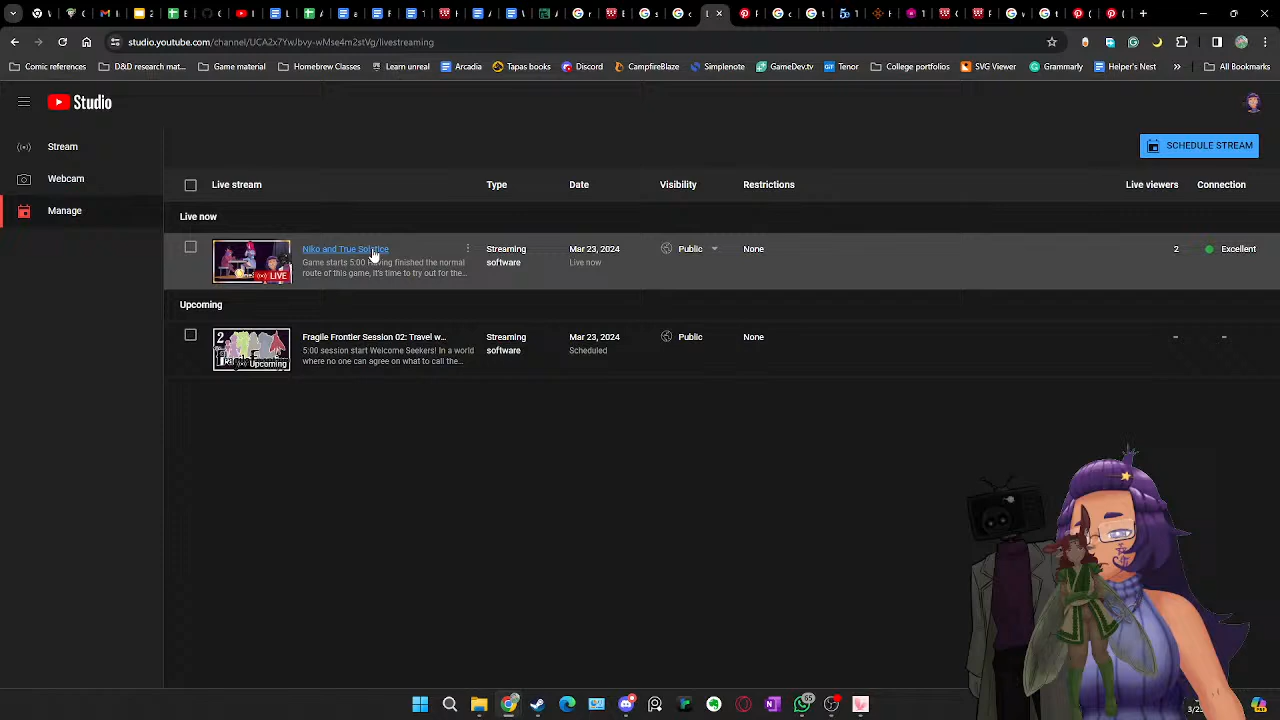 studio.youtube.com/channel/UCA2x7YwJbvy-wMse4m2stVg/livestreaming
Comic references D&D research mat... Game material Homebrew Classes Learn unreal Arcadia Tapas books Discord CampfireBlaze Simplenote GameDev.tv Tenor College portfolios SVG Viewer Grammarly Helper's Nest » All Bookmarks
Studio
Stream
SCHEDULE STREAM
Webcam
Live stream Type Date Visibility Restrictions Live viewers Connection
Manage
Live now
Niko and True Solstice Streaming software Mar 23, 2024 Public None 2 Excellent
Game starts 5:00 Having finished the normal Live now
route of this game, it's time to try out for the...
LIVE
Upcoming
Fragile Frontier Session 02: Travel w... Streaming software Mar 23, 2024 Public None – –
5:00 session start Welcome Seekers! In a world Scheduled
where no one can agree on what to call the...
2
Upcoming
65